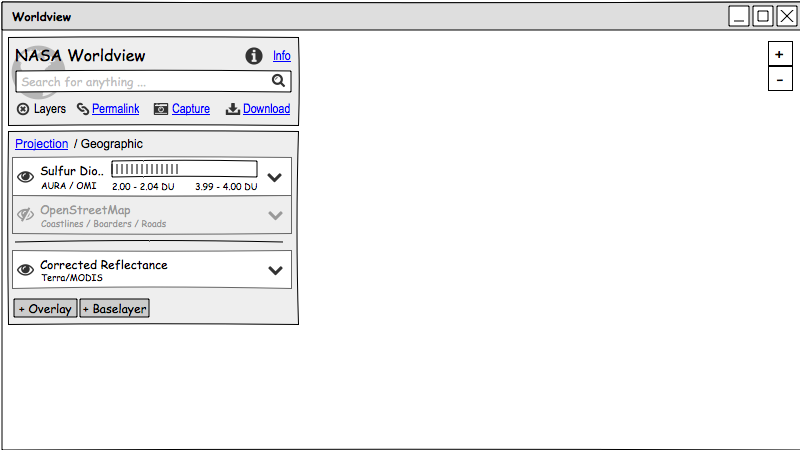 Worldview
NASA Worldview
Info
Search for anything ...
Layers Permalink Capture Download
Projection / Geographic
Sulfur Dio..
AURA / OMI 2.00 - 2.04 DU 3.99 - 4.00 DU
OpenStreetMap
Coastlines / Boarders / Roads
Corrected Reflectance
Terra/MODIS
+ Overlay + Baselayer
+
-